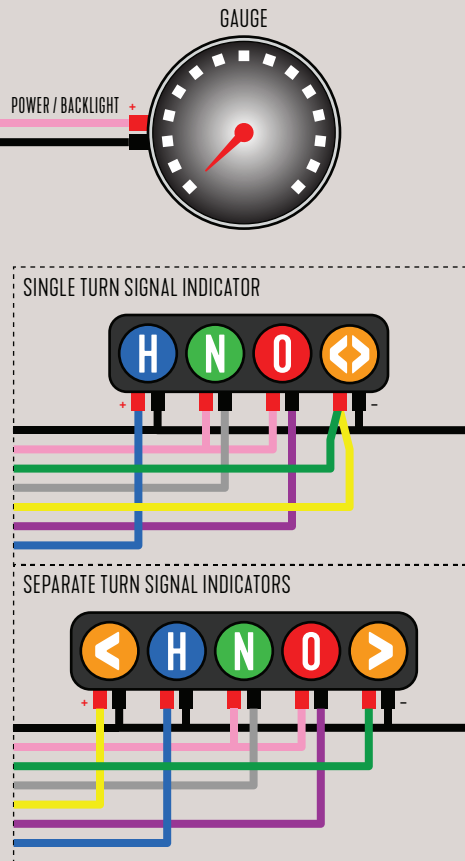 GAUGE
POWER / BACKLIGHT +
SINGLE TURN SIGNAL INDICATOR
H N O <>
+ –
SEPARATE TURN SIGNAL INDICATORS
< H N O >
+ –